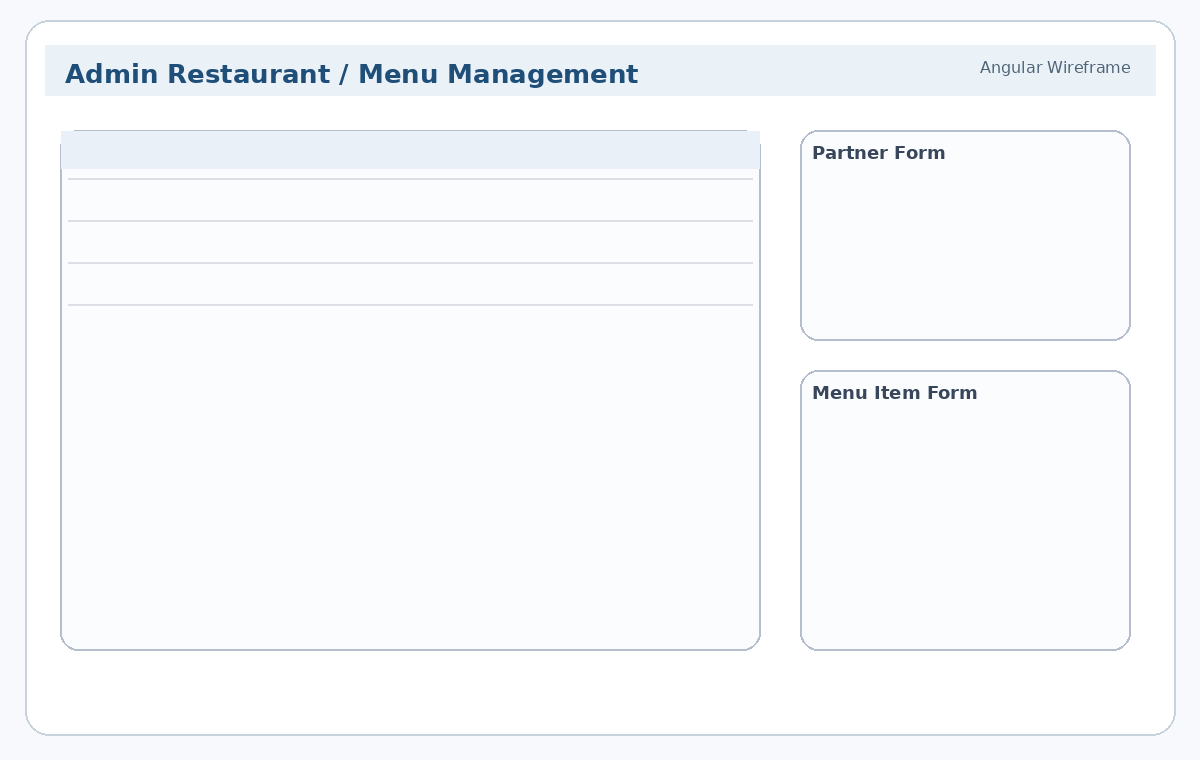 Admin Restaurant / Menu Management
Angular Wireframe
Partner Form
Menu Item Form